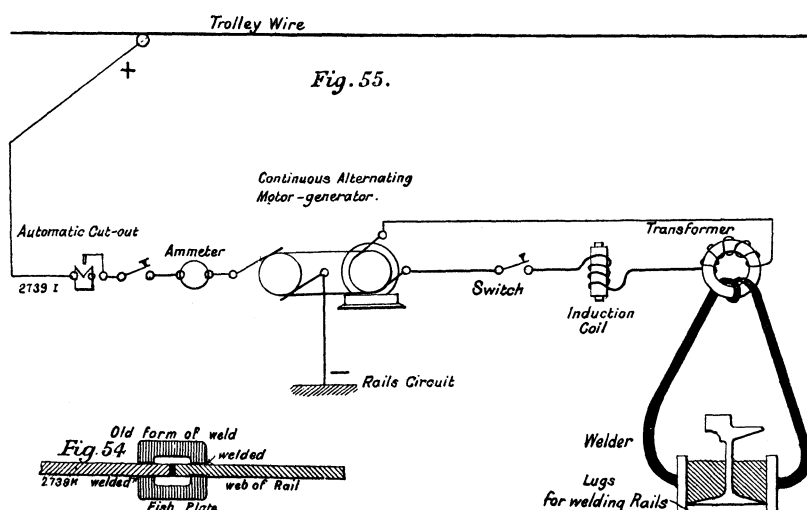 Trolley Wire
+
Fig. 55.
Continuous Alternating
Motor-generator.
Automatic Cut-out
Ammeter
Transformer
2739 I
Switch
Induction
Coil
—
Rails Circuit
Old form of weld
Fig. 54
welded
Welder
2739 K welded
web of Rail
Fish Plate
Lugs
for welding Rails